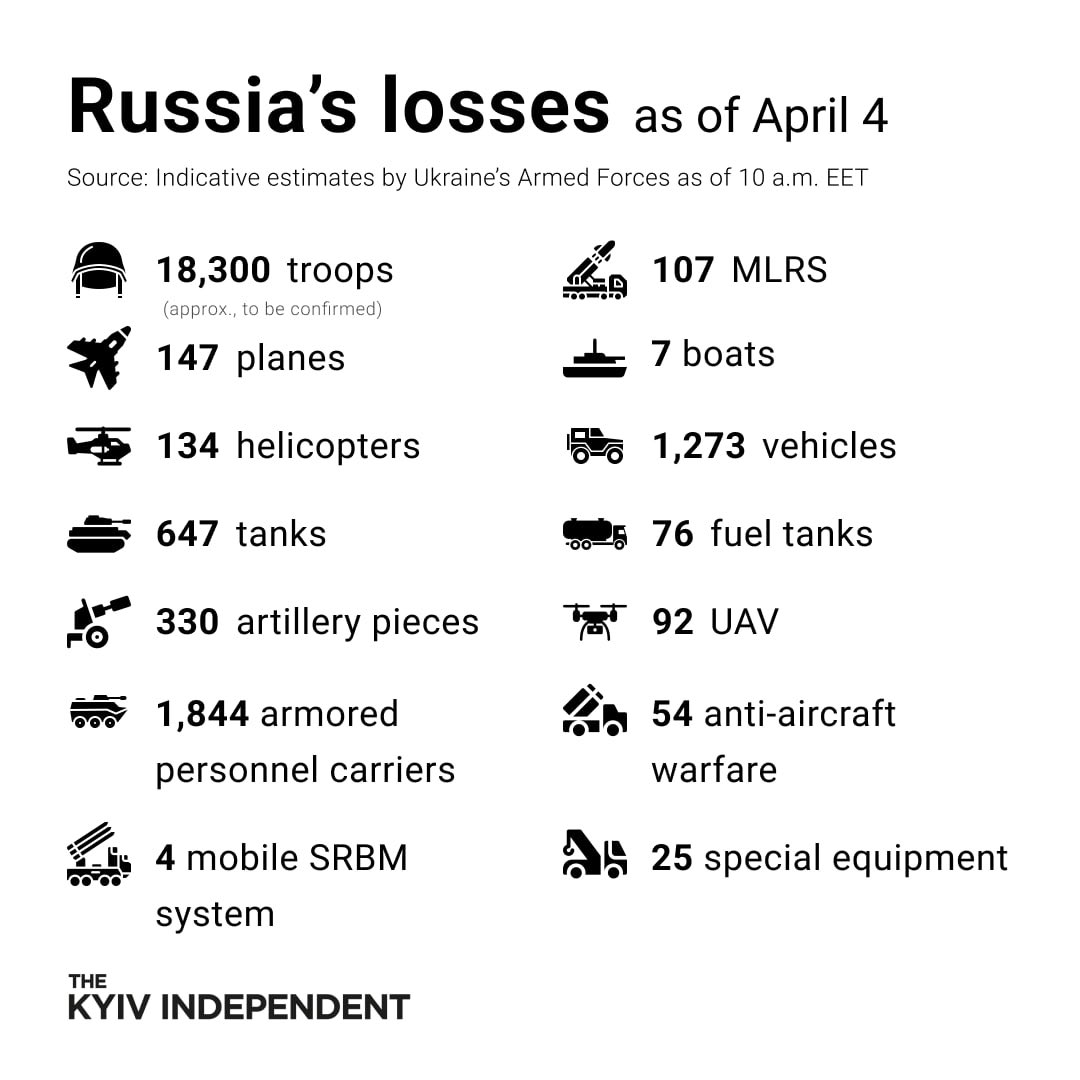 Russia's losses as of April 4
Source: Indicative estimates by Ukraine's Armed Forces as of 10 a.m. EET
18,300 troops
(approx., to be confirmed)
147 planes
134 helicopters
647 tanks
330 artillery pieces
1,844 armored
personnel carriers
4 mobile SRBM
system
107 MLRS
7 boats
1,273 vehicles
76 fuel tanks
92 UAV
54 anti-aircraft
warfare
25 special equipment
THE
KYIV INDEPENDENT